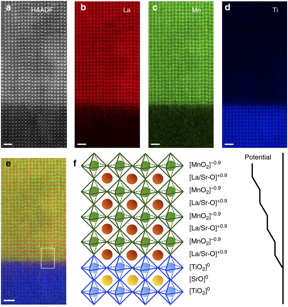 a HAADF
b La
c Mn
d Ti
e
f
Potential
[MnO₂]⁻⁰·⁹
[La/Sr-O]⁺⁰·⁹
[MnO₂]⁻⁰·⁹
[La/Sr-O]⁺⁰·⁹
[MnO₂]⁻⁰·⁹
[La/Sr-O]⁺⁰·⁹
[MnO₂]⁻⁰·⁹
[La/Sr-O]⁺⁰·⁹
[TiO₂]⁰
[SrO]⁰
[TiO₂]⁰